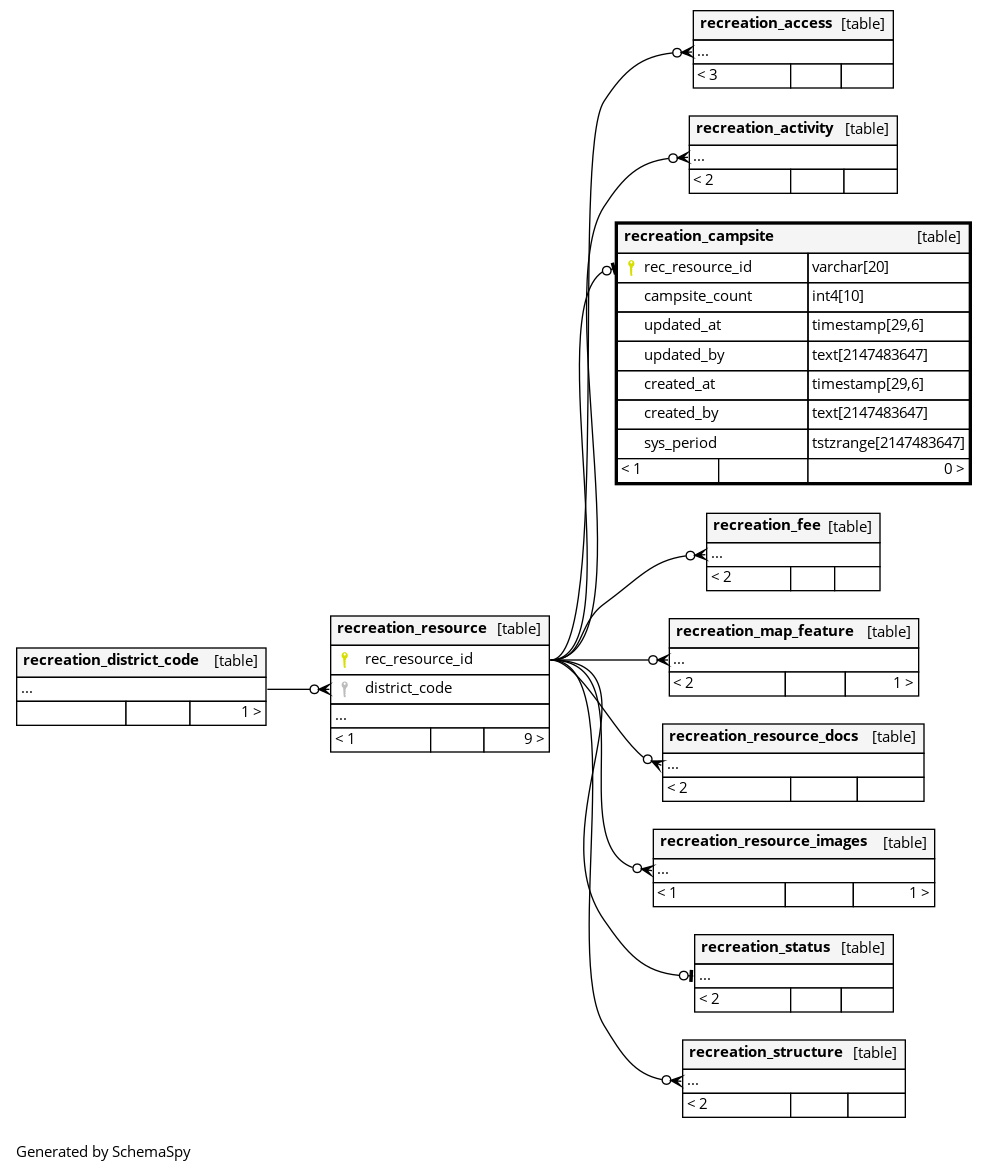 recreation_access [table]
...
< 3
recreation_activity [table]
...
< 2
recreation_campsite [table]
rec_resource_id varchar[20]
campsite_count int4[10]
updated_at timestamp[29,6]
updated_by text[2147483647]
created_at timestamp[29,6]
created_by text[2147483647]
sys_period tstzrange[2147483647]
< 1 0 >
recreation_fee [table]
...
< 2
recreation_district_code [table]
...
1 >
recreation_resource [table]
rec_resource_id
district_code
...
< 1 9 >
recreation_map_feature [table]
...
< 2 1 >
recreation_resource_docs [table]
...
< 2
recreation_resource_images [table]
...
< 1 1 >
recreation_status [table]
...
< 2
recreation_structure [table]
...
< 2
Generated by SchemaSpy